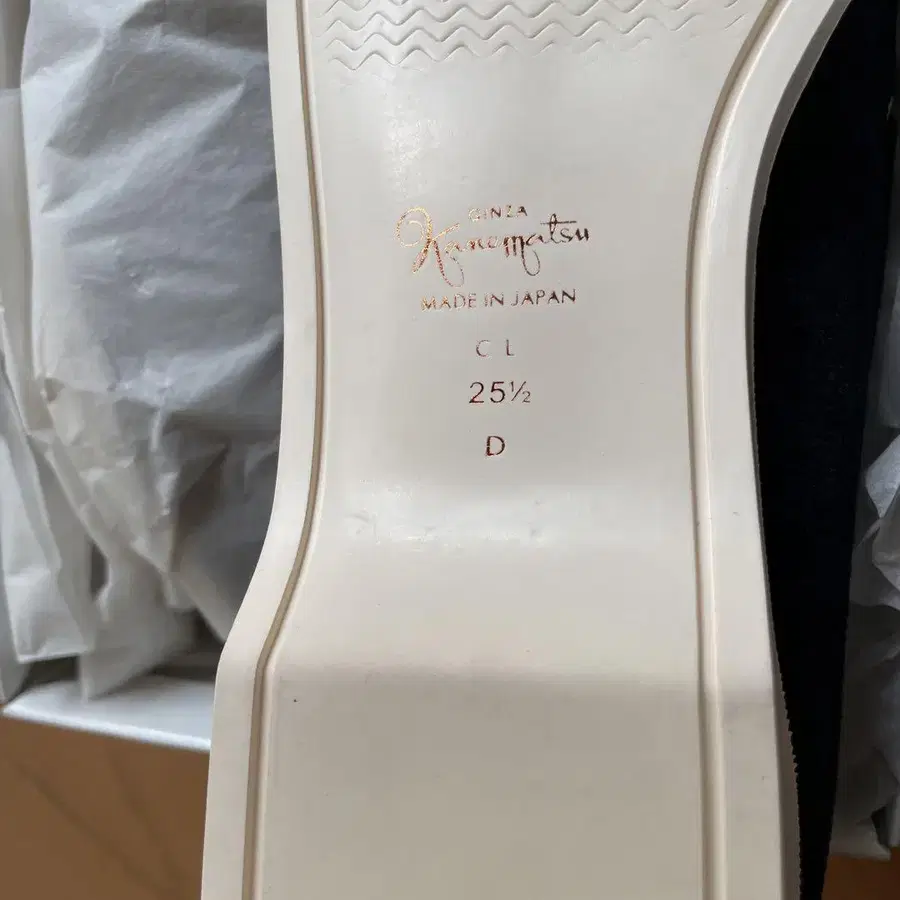 GINZA
Kanematsu
MADE IN JAPAN
C L
25½
D